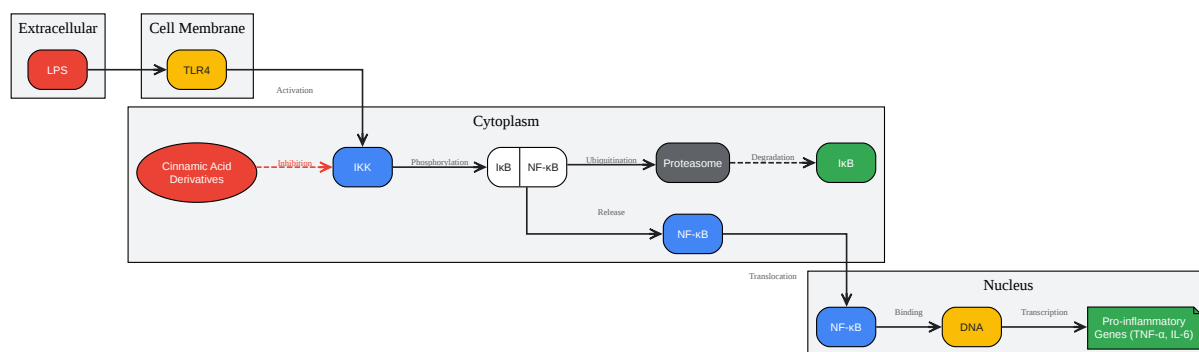 Extracellular
LPS
Cell Membrane
TLR4
Activation
Cytoplasm
Cinnamic Acid
Derivatives
Inhibition
IKK
Phosphorylation
IκB
NF-κB
Ubiquitination
Proteasome
Degradation
IκB
Release
NF-κB
Translocation
Nucleus
NF-κB
Binding
DNA
Transcription
Pro-inflammatory
Genes (TNF-α, IL-6)